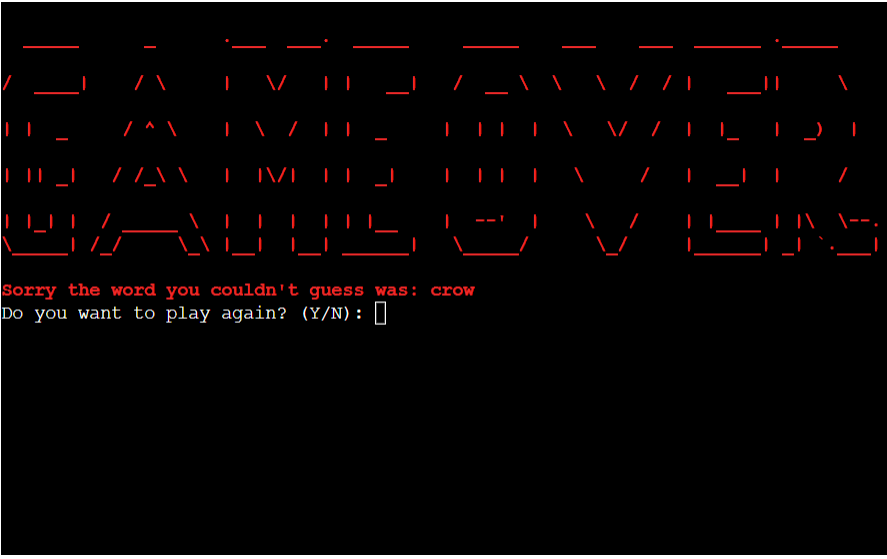 GAME OVER
Sorry the word you couldn't guess was: crow
Do you want to play again? (Y/N):